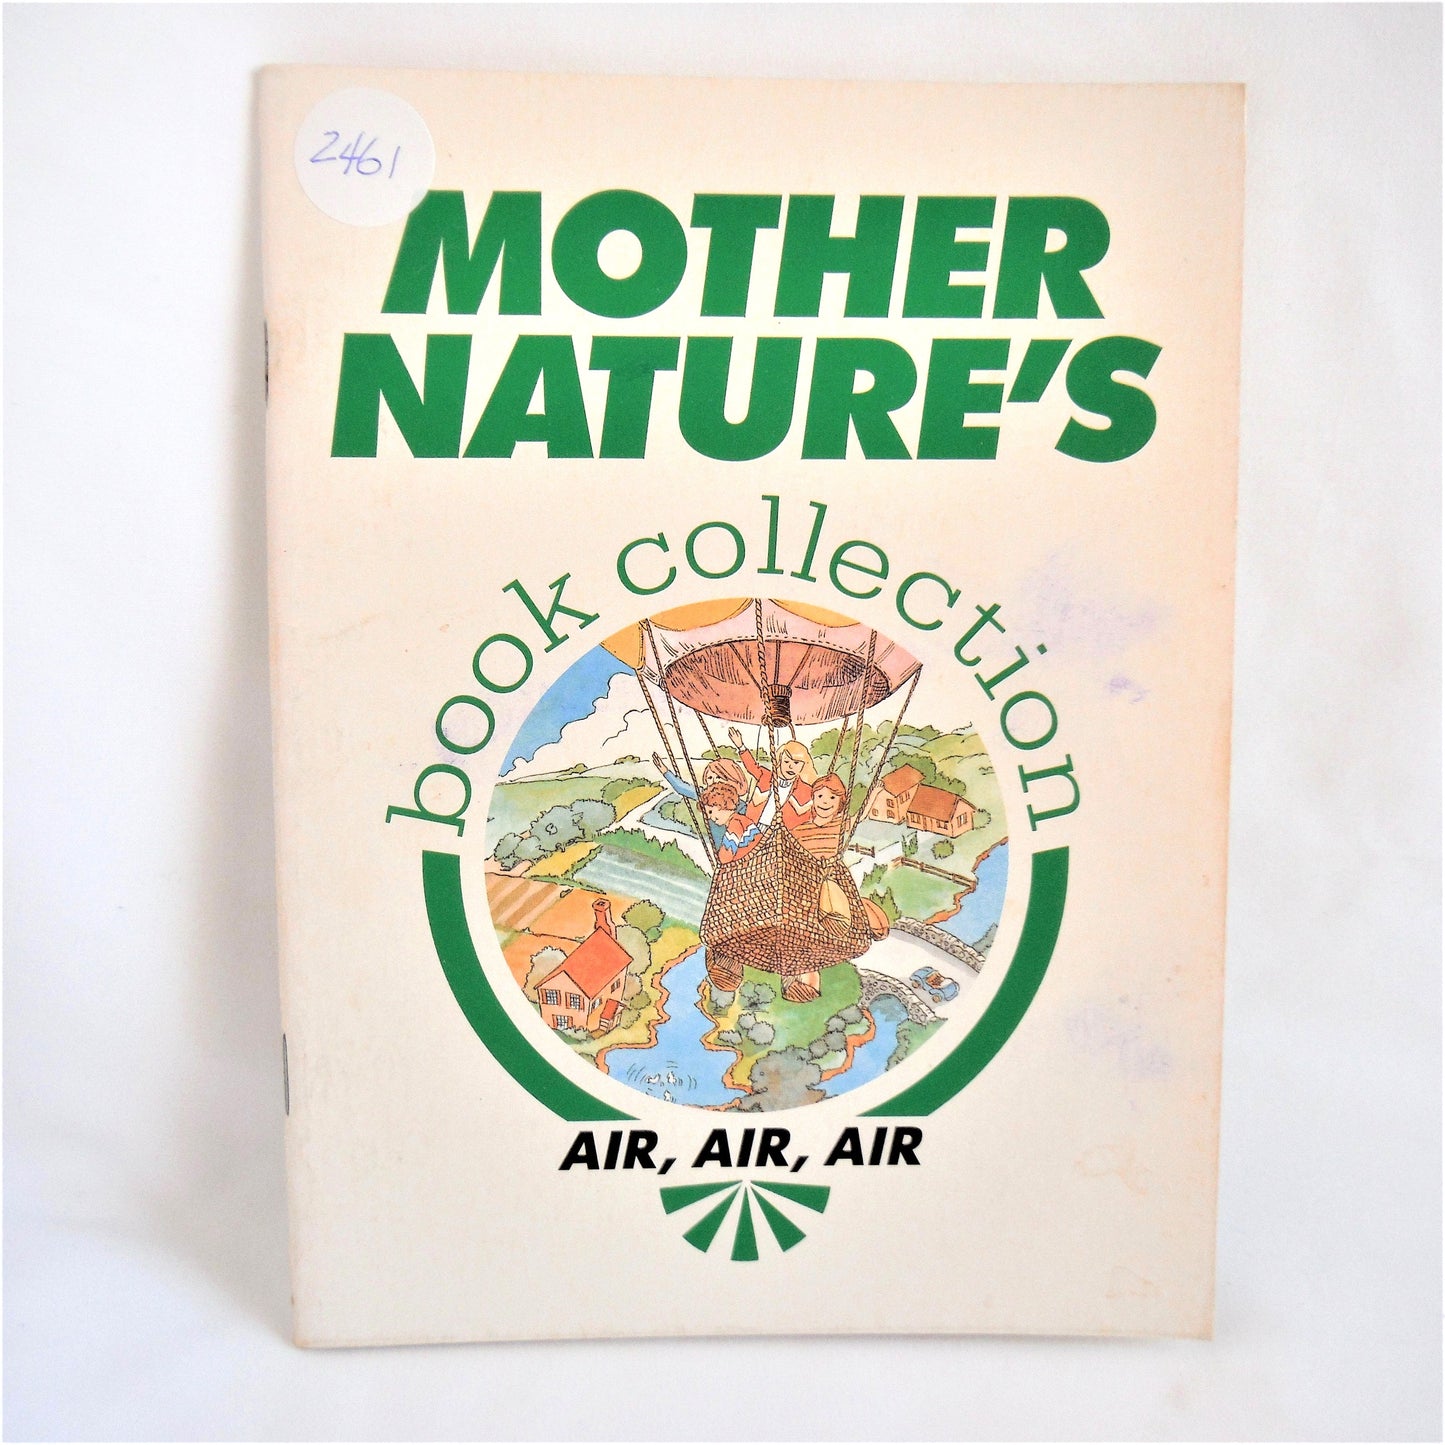 2461
MOTHER
NATURE'S
book collection
AIR, AIR, AIR